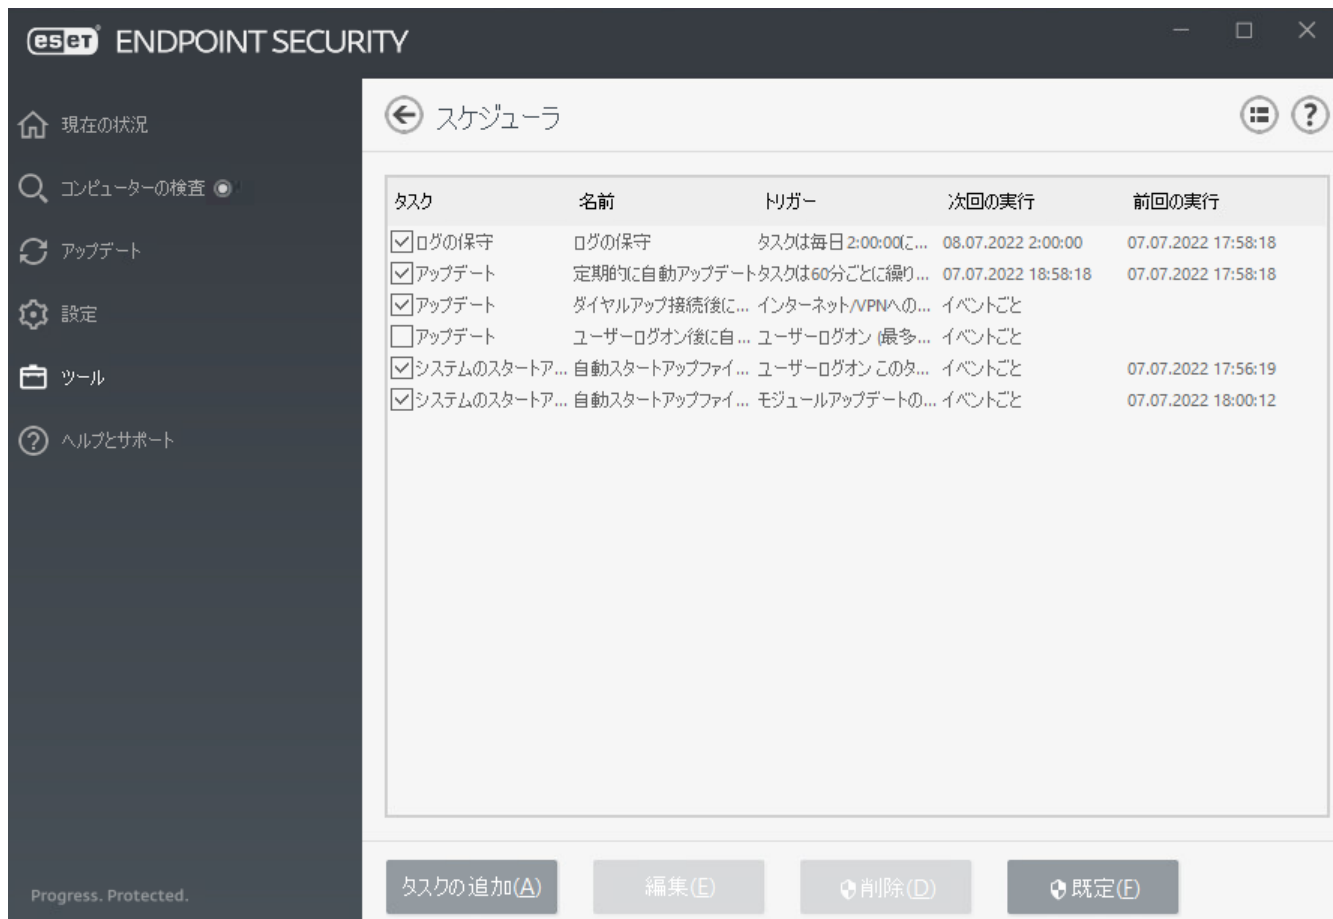 eset ENDPOINT SECURITY
現在の状況
コンピューターの検査
アップデート
設定
ツール
ヘルプとサポート
Progress. Protected.
スケジューラ
タスク 名前 トリガー 次回の実行 前回の実行
ログの保守 ログの保守 タスクは毎日2:00:00に... 08.07.2022 2:00:00 07.07.2022 17:58:18
アップデート 定期的に自動アップデート タスクは60分ごとに繰り... 07.07.2022 18:58:18 07.07.2022 17:58:18
アップデート ダイヤルアップ接続後に... インターネット/VPNへの... イベントごと
アップデート ユーザーログオン後に自... ユーザーログオン (最多... イベントごと
システムのスタートア... 自動スタートアップファイ... ユーザーログオン このタ... イベントごと 07.07.2022 17:56:19
システムのスタートア... 自動スタートアップファイ... モジュールアップデートの... イベントごと 07.07.2022 18:00:12
タスクの追加(A) 編集(E) 削除(D) 既定(F)